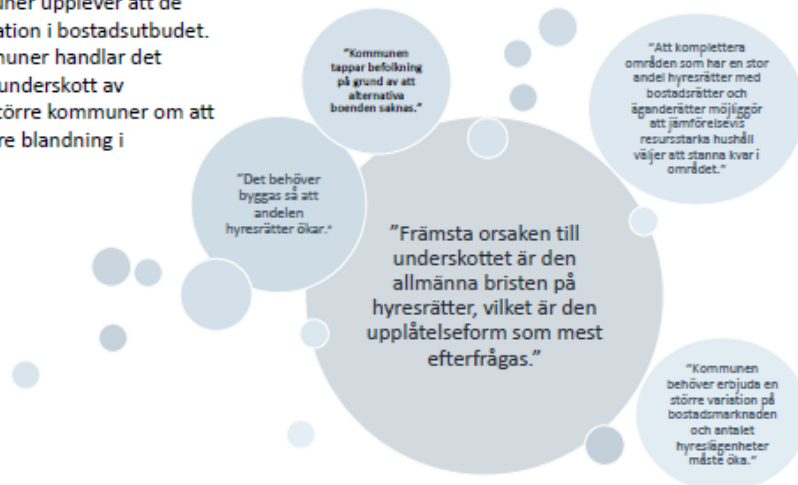 uner upplever att de
ation i bostadsutbudet.
muner handlar det
underskott av
törre kommuner om att
re blandning i
"Kommunen
tappar befolkning
på grund av att
alternativa
boenden saknas."
"Att komplettera
områden som har en stor
andel hyresrätter med
bostadsrätter och
äganderätter möjliggör
att jämförelsevis
resursstarka hushåll
väljer att stanna kvar i
området."
"Det behöver
byggas så att
andelen
hyresrätter ökar."
"Främsta orsaken till
underskottet är den
allmänna bristen på
hyresrätter, vilket är den
upplåtelseform som mest
efterfrågas."
"Kommunen
behöver erbjuda en
större variation på
bostadsmarknaden
och antalet
hyreslägenheter
måste öka."